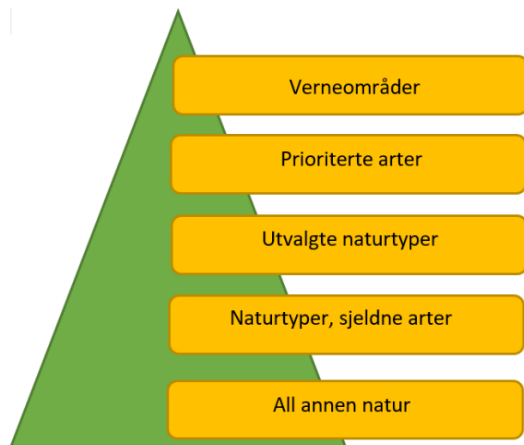 Verneområder
Prioriterte arter
Utvalgte naturtyper
Naturtyper, sjeldne arter
All annen natur